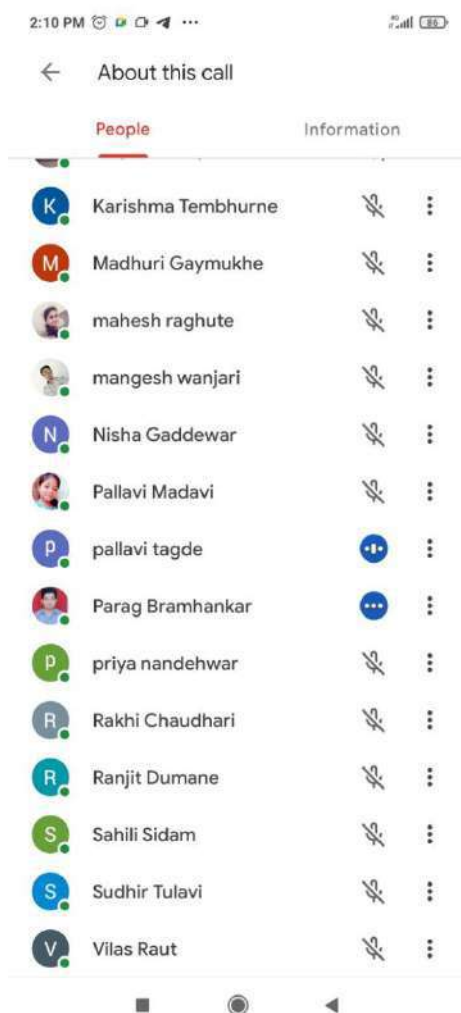 2:10 PM
86
About this call
People
Information
K
Karishma Tembhurne
M
Madhuri Gaymukhe
mahesh raghute
mangesh wanjari
N
Nisha Gaddewar
Pallavi Madavi
p
pallavi tagde
Parag Bramhankar
p
priya nandehwar
R
Rakhi Chaudhari
R
Ranjit Dumane
S
Sahili Sidam
S
Sudhir Tulavi
V
Vilas Raut